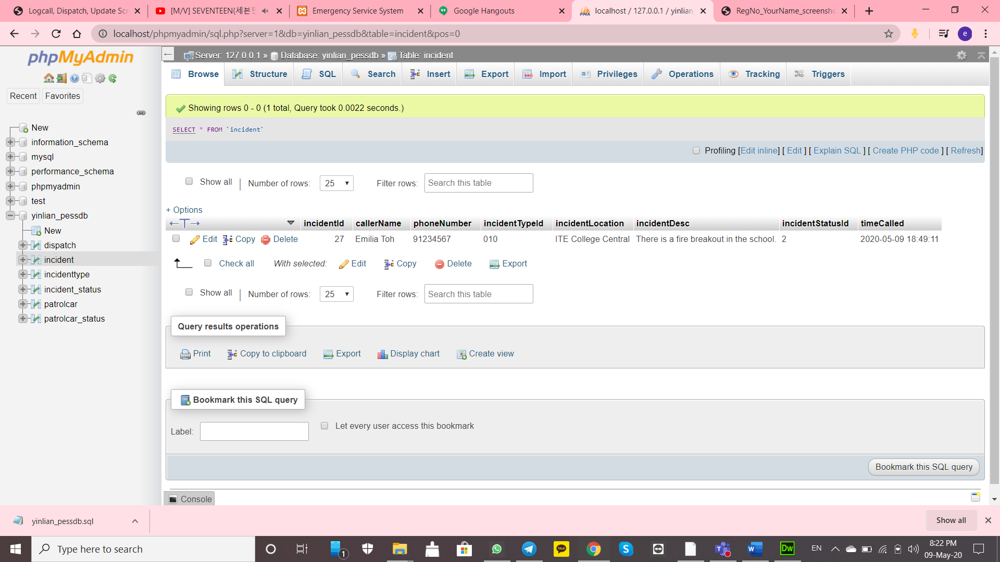 Logcall, Dispatch, Update Scr
[M/V] SEVENTEEN(세븐틴
Emergency Service System
Google Hangouts
localhost / 127.0.0.1 / yinlian
RegNo_YourName_screensho
localhost/phpmyadmin/sql.php?server=1&db=yinlian_pessdb&table=incident&pos=0
e
phpMyAdmin
Recent
Favorites
New
information_schema
mysql
performance_schema
phpmyadmin
test
yinlian_pessdb
New
dispatch
incident
incidenttype
incident_status
patrolcar
patrolcar_status
Server: 127.0.0.1 » Database: yinlian_pessdb » Table: incident
Browse Structure SQL Search Insert Export Import Privileges Operations Tracking Triggers
Showing rows 0 - 0 (1 total, Query took 0.0022 seconds.)
SELECT * FROM `incident`
Profiling [Edit inline] [ Edit ] [ Explain SQL ] [ Create PHP code ] [ Refresh]
Show all | Number of rows: 25 Filter rows: Search this table
+ Options
←T→ incidentId callerName phoneNumber incidentTypeId incidentLocation incidentDesc incidentStatusId timeCalled
Edit Copy Delete 27 Emilia Toh 91234567 010 ITE College Central There is a fire breakout in the school. 2 2020-05-09 18:49:11
Check all With selected: Edit Copy Delete Export
Show all | Number of rows: 25 Filter rows: Search this table
Query results operations
Print Copy to clipboard Export Display chart Create view
Bookmark this SQL query
Label: Let every user access this bookmark
Bookmark this SQL query
Console
yinlian_pessdb.sql
Show all
Type here to search
1
TALK
S
T
W
Dw
EN
8:22 PM
09-May-20